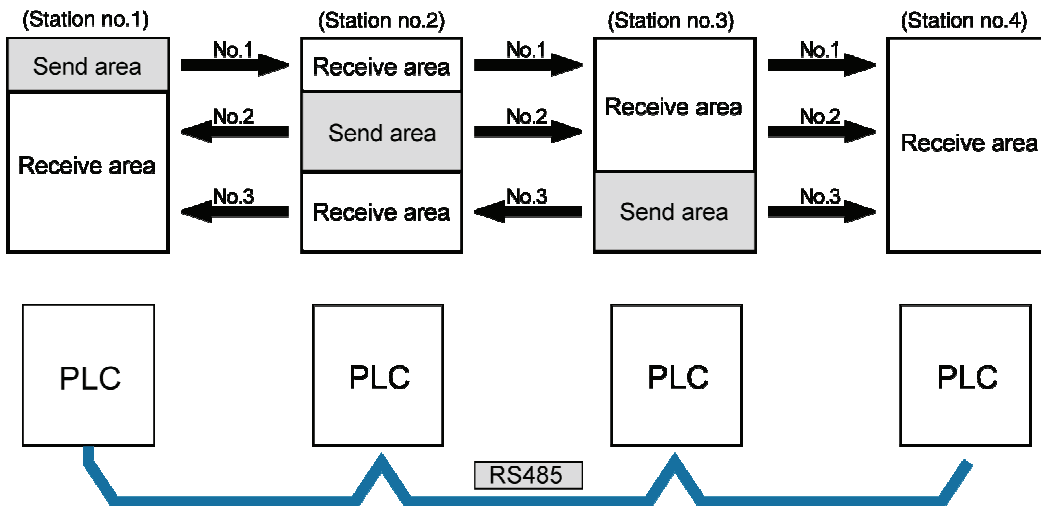 (Station no.1)
(Station no.2)
(Station no.3)
(Station no.4)
Send area
No.1
Receive area
No.1
Receive area
No.1
Receive area
Receive area
No.2
Send area
No.2
No.2
No.3
Receive area
No.3
Send area
No.3
PLC
PLC
PLC
PLC
RS485